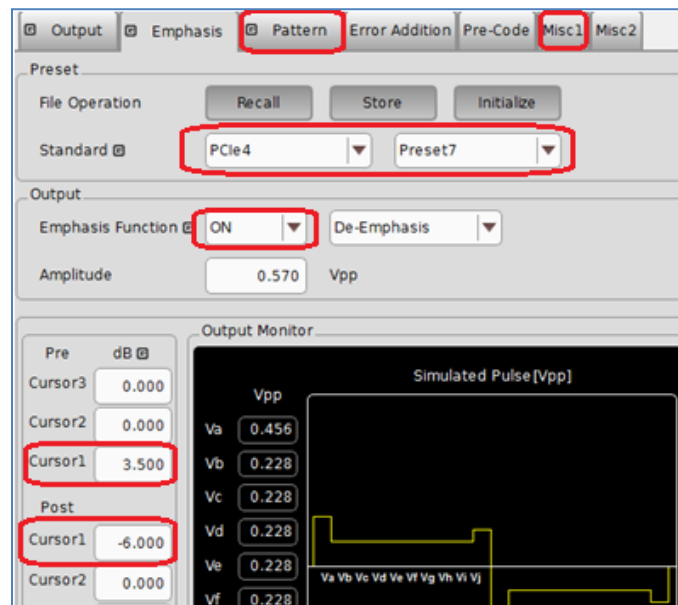 Output Emphasis Pattern Error Addition Pre-Code Misc1 Misc2
Preset
File Operation Recall Store Initialize
Standard PCIe4 Preset7
Output
Emphasis Function ON De-Emphasis
Amplitude 0.570 Vpp
Output Monitor
Pre dB
Cursor3 0.000
Cursor2 0.000
Cursor1 3.500
Post
Cursor1 -6.000
Cursor2 0.000
Simulated Pulse[Vpp]
Vpp
Va 0.456
Vb 0.228
Vc 0.228
Vd 0.228
Ve 0.228
Vf 0.228
Va Vb Vc Vd Ve Vf Vg Vh Vi Vj